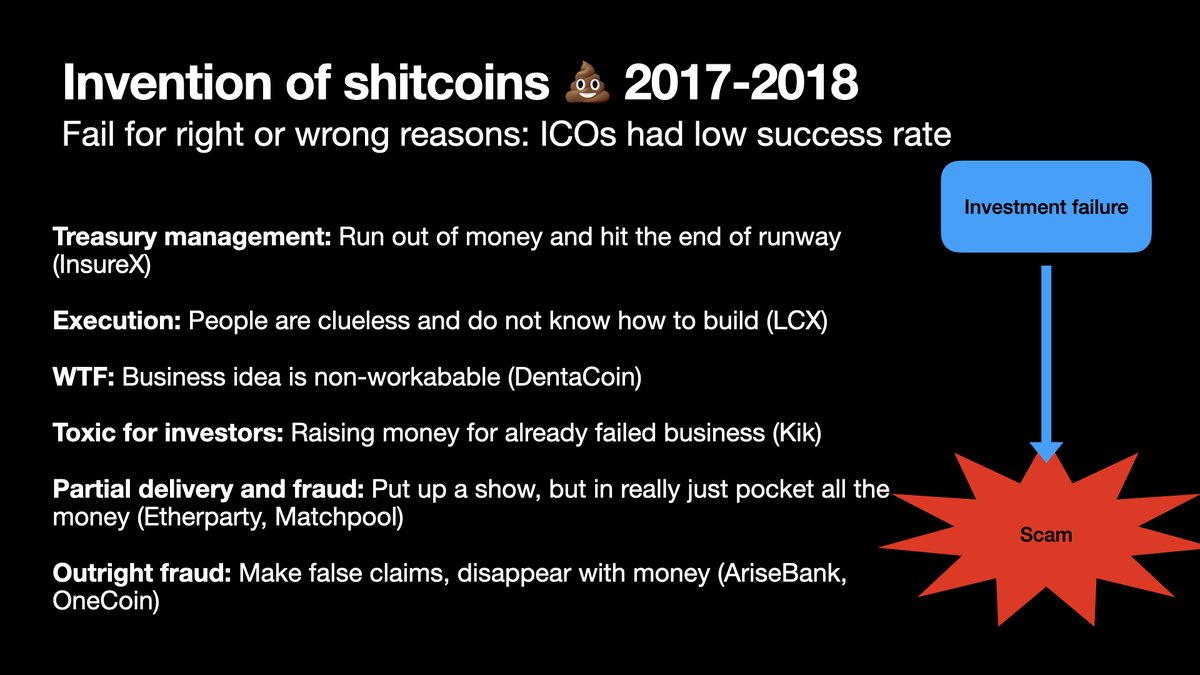 Invention of shitcoins 💩 2017-2018
Fail for right or wrong reasons: ICOs had low success rate
Investment failure
Treasury management: Run out of money and hit the end of runway
(InsureX)
Execution: People are clueless and do not know how to build (LCX)
WTF: Business idea is non-workabable (DentaCoin)
Toxic for investors: Raising money for already failed business (Kik)
Partial delivery and fraud: Put up a show, but in really just pocket all the
money (Etherparty, Matchpool)
Scam
Outright fraud: Make false claims, disappear with money (AriseBank,
OneCoin)